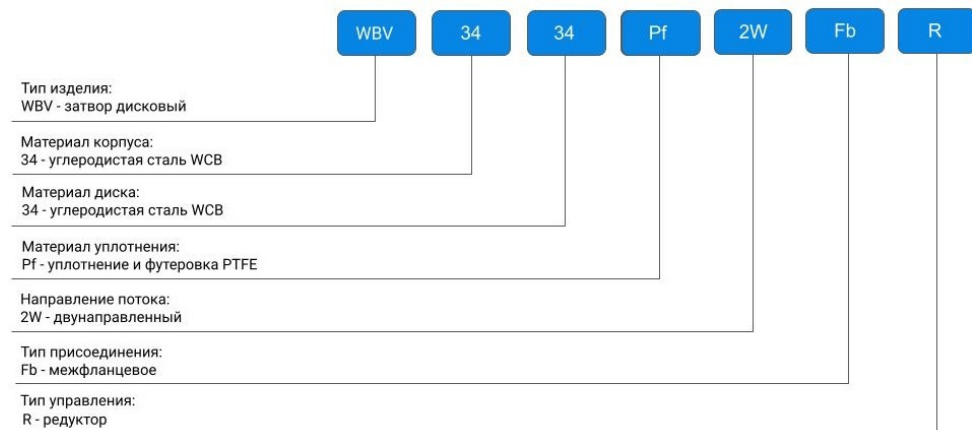 WBV 34 34 Pf 2W Fb R
Тип изделия:
WBV - затвор дисковый
Материал корпуса:
34 - углеродистая сталь WCB
Материал диска:
34 - углеродистая сталь WCB
Материал уплотнения:
Pf - уплотнение и футеровка PTFE
Направление потока:
2W - двунаправленный
Тип присоединения:
Fb - межфланцевое
Тип управления:
R - редуктор